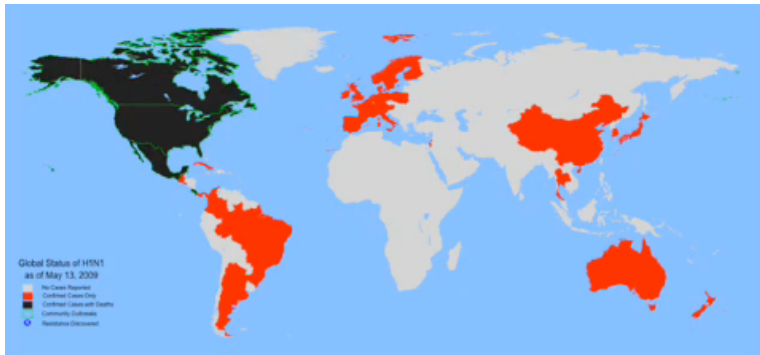 Global Status of H1N1
as of May 13, 2009
No Cases Reported
Confirmed Cases Only
Confirmed Cases with Deaths
Community Outbreaks
Resistance Discovered